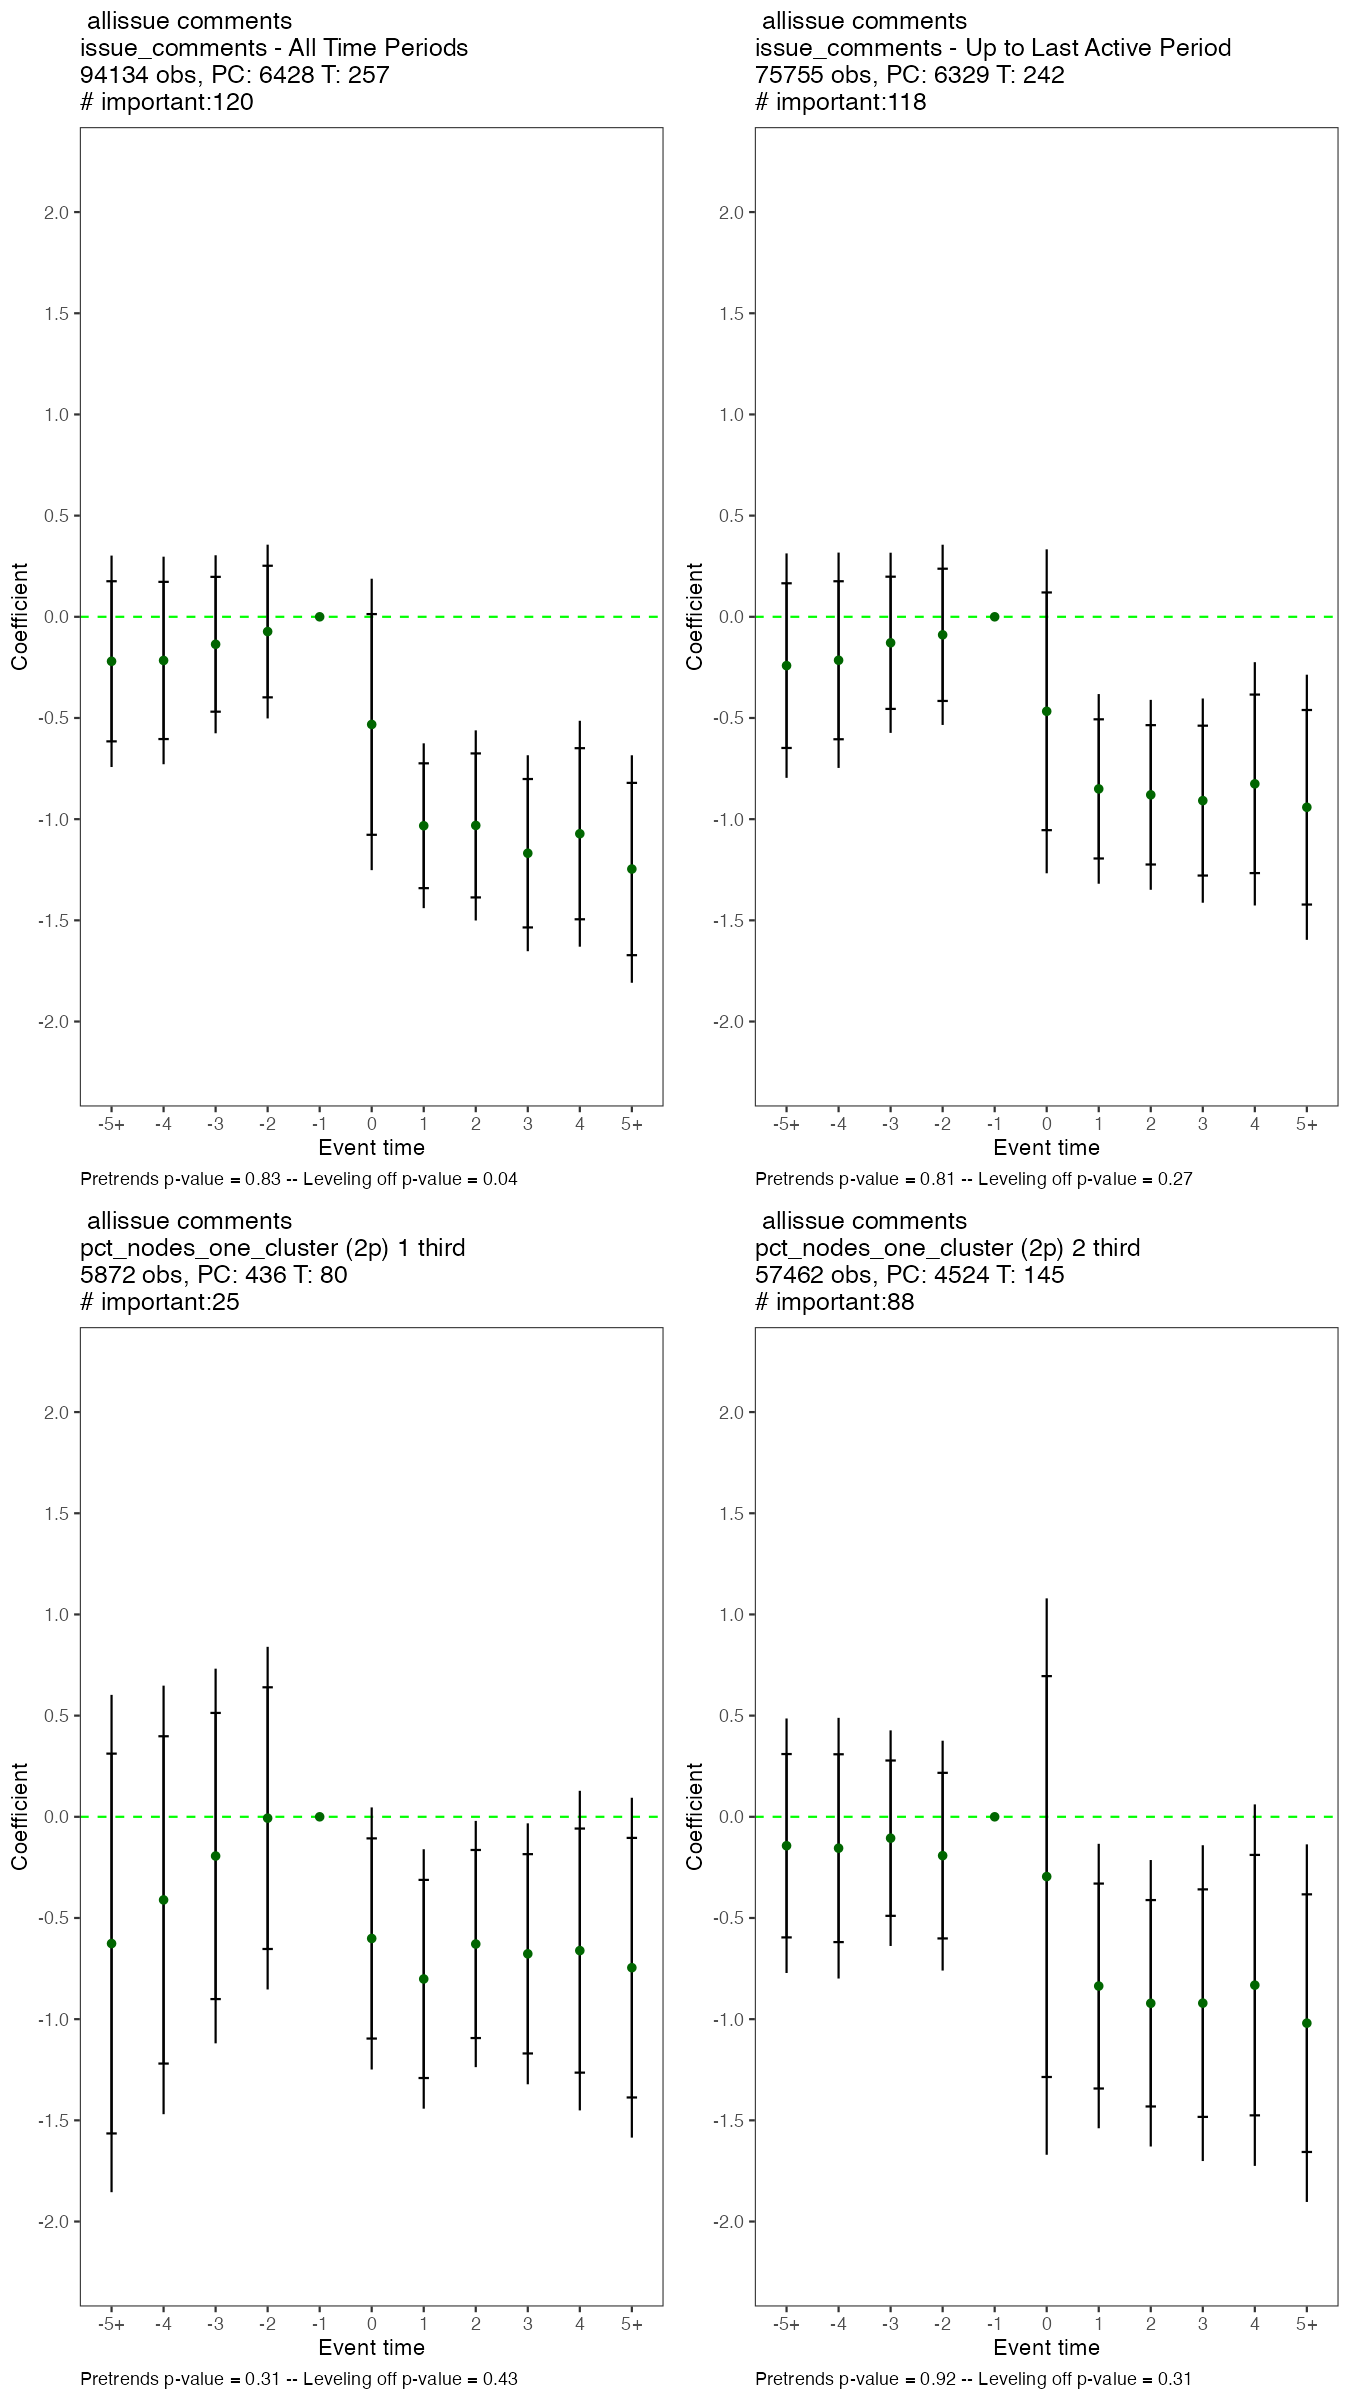 allissue comments
issue_comments - All Time Periods
94134 obs, PC: 6428 T: 257
# important:120
2.0
1.5
1.0
0.5
0.0
-0.5
-1.0
-1.5
-2.0
Coefficient
-5+ -4 -3 -2 -1 0 1 2 3 4 5+
Event time
Pretrends p-value = 0.83 -- Leveling off p-value = 0.04
allissue comments
issue_comments - Up to Last Active Period
75755 obs, PC: 6329 T: 242
# important:118
2.0
1.5
1.0
0.5
0.0
-0.5
-1.0
-1.5
-2.0
Coefficient
-5+ -4 -3 -2 -1 0 1 2 3 4 5+
Event time
Pretrends p-value = 0.81 -- Leveling off p-value = 0.27
allissue comments
pct_nodes_one_cluster (2p) 1 third
5872 obs, PC: 436 T: 80
# important:25
2.0
1.5
1.0
0.5
0.0
-0.5
-1.0
-1.5
-2.0
Coefficient
-5+ -4 -3 -2 -1 0 1 2 3 4 5+
Event time
Pretrends p-value = 0.31 -- Leveling off p-value = 0.43
allissue comments
pct_nodes_one_cluster (2p) 2 third
57462 obs, PC: 4524 T: 145
# important:88
2.0
1.5
1.0
0.5
0.0
-0.5
-1.0
-1.5
-2.0
Coefficient
-5+ -4 -3 -2 -1 0 1 2 3 4 5+
Event time
Pretrends p-value = 0.92 -- Leveling off p-value = 0.31